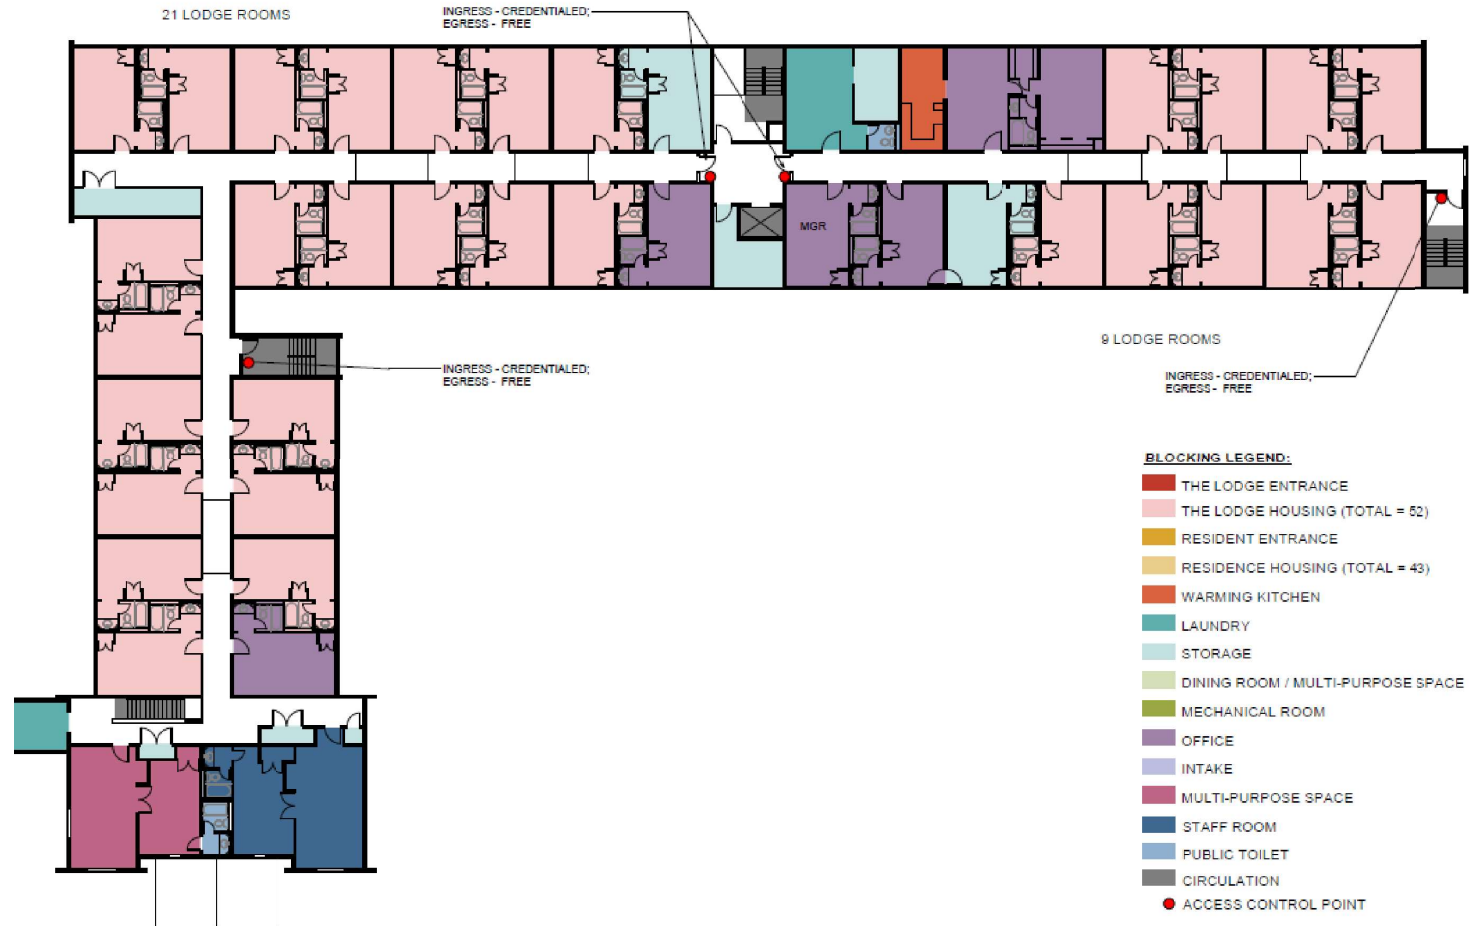 21 LODGE ROOMS
INGRESS - CREDENTIALED;
EGRESS - FREE
MGR
9 LODGE ROOMS
INGRESS - CREDENTIALED;
EGRESS - FREE
INGRESS - CREDENTIALED;
EGRESS - FREE
BLOCKING LEGEND:
THE LODGE ENTRANCE
THE LODGE HOUSING (TOTAL = 52)
RESIDENT ENTRANCE
RESIDENCE HOUSING (TOTAL = 43)
WARMING KITCHEN
LAUNDRY
STORAGE
DINING ROOM / MULTI-PURPOSE SPACE
MECHANICAL ROOM
OFFICE
INTAKE
MULTI-PURPOSE SPACE
STAFF ROOM
PUBLIC TOILET
CIRCULATION
ACCESS CONTROL POINT